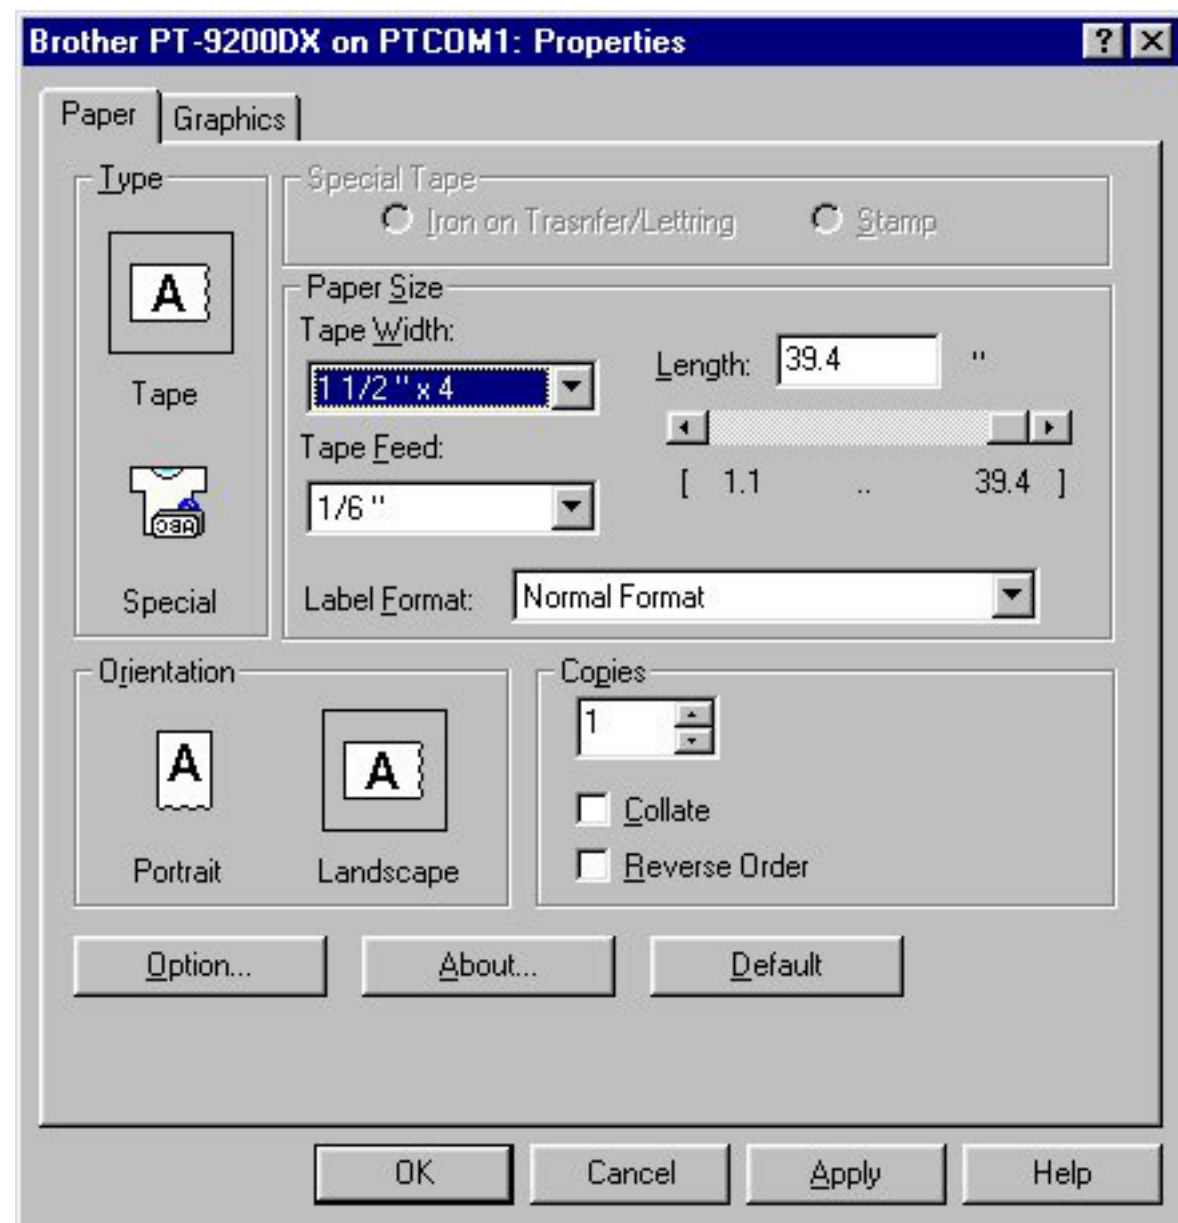 Brother PT-9200DX on PTCOM1: Properties
Paper Graphics
Type
A
Tape
ABC
Special
Special Tape
Iron on Trasnfer/Lettring Stamp
Paper Size
Tape Width:
1 1/2 " x 4
Length: 39.4 "
[ 1.1 .. 39.4 ]
Tape Feed:
1/6 "
Label Format: Normal Format
Orientation
A A
Portrait Landscape
Copies
1
Collate
Reverse Order
Option... About... Default
OK Cancel Apply Help